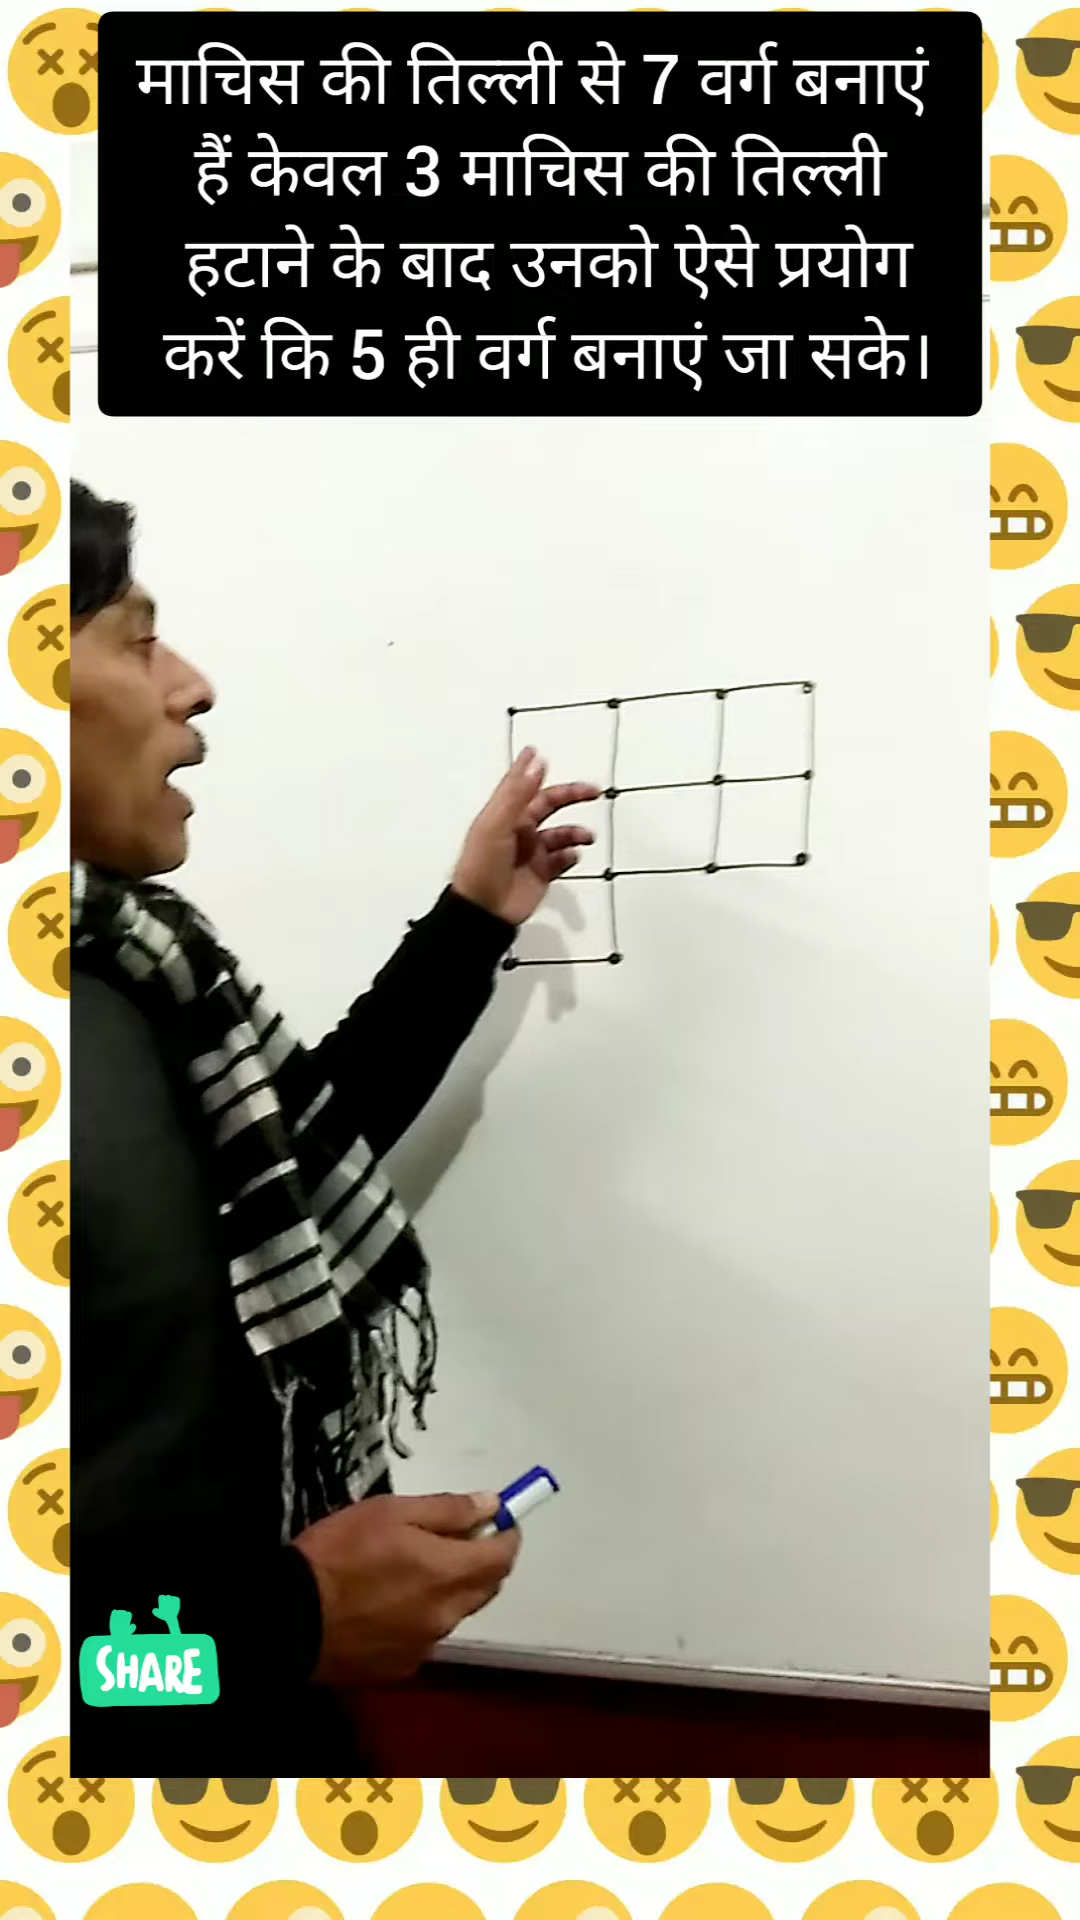 माचिस की तिल्ली से 7 वर्ग बनाएं
हैं केवल 3 माचिस की तिल्ली
हटाने के बाद उनको ऐसे प्रयोग
करें कि 5 ही वर्ग बनाएं जा सके।
SHARE